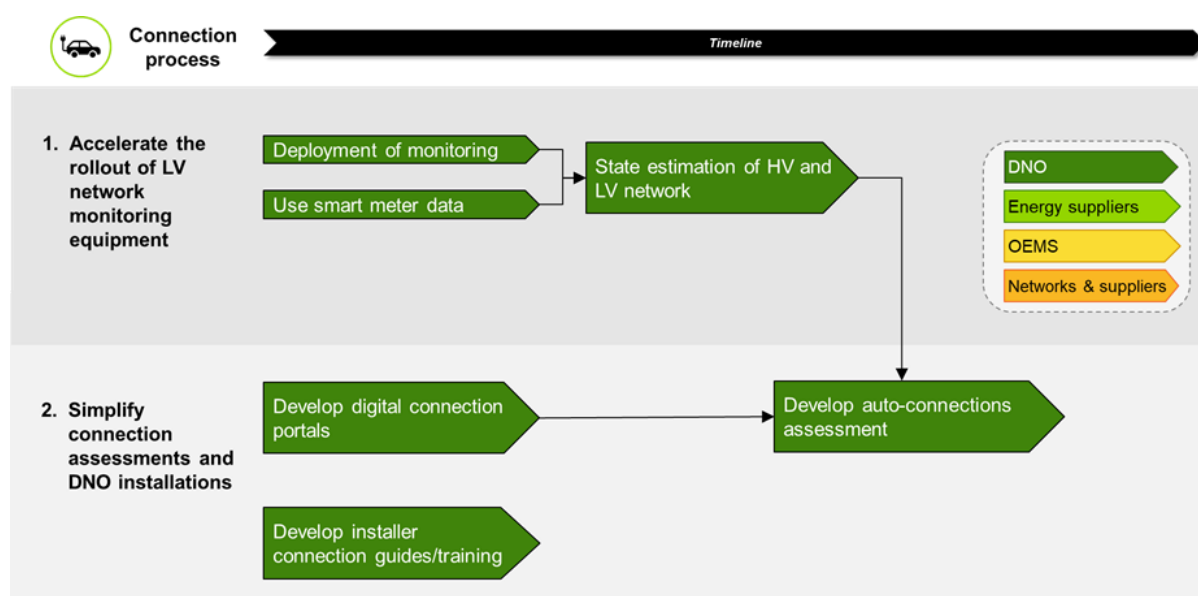 Connection
process
Timeline
1. Accelerate the
rollout of LV
network
monitoring
equipment
Deployment of monitoring
Use smart meter data
State estimation of HV and
LV network
DNO
Energy suppliers
OEMS
Networks & suppliers
2. Simplify
connection
assessments and
DNO installations
Develop digital connection
portals
Develop auto-connections
assessment
Develop installer
connection guides/training